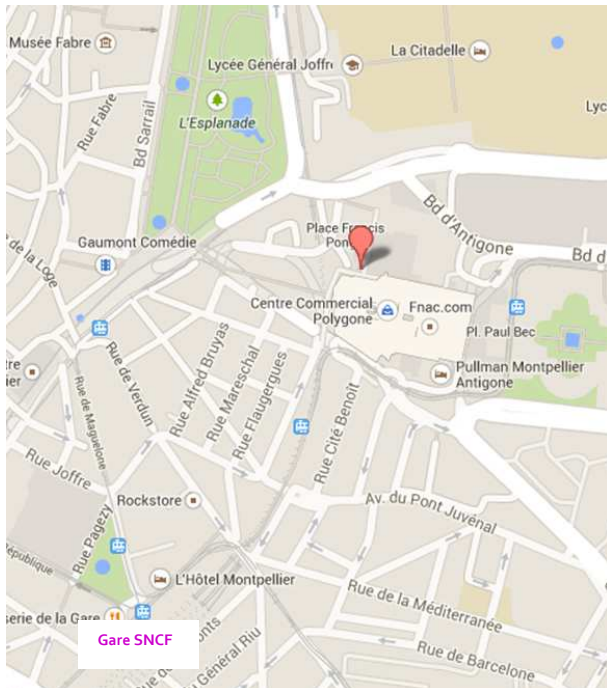 Musée Fabre
Rue Fabre
Bd Sarrail
L'Esplanade
Lycée Général Joffr
La Citadelle
Lyc
Bd d'Antigone
Bd d
Place Francis
Pon
Gaumont Comédie
de la Loge
Centre Commercial
Polygone
Fnac.com
Pl. Paul Bec
Pullman Montpellier
Antigone
tre
ier
Rue de Verdun
Rue de Maguelone
Rue Alfred Bruyas
Rue Mareschal
Rue Flaugergues
Rue Cité Benoît
Rue Joffre
Rockstore
Av. du Pont Juvénal
Rue Pagezy
République
L'Hôtel Montpellier
Rue de la Méditerranée
serie de la Gare
Gare SNCF
onts
u Général Riu
Rue de Barcelone